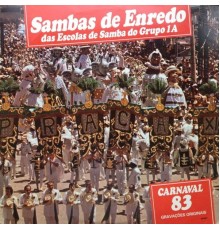 Sambas de Enredo
das Escolas de Samba do Grupo 1A
CARNAVAL
83
GRAVAÇÕES ORIGINAIS